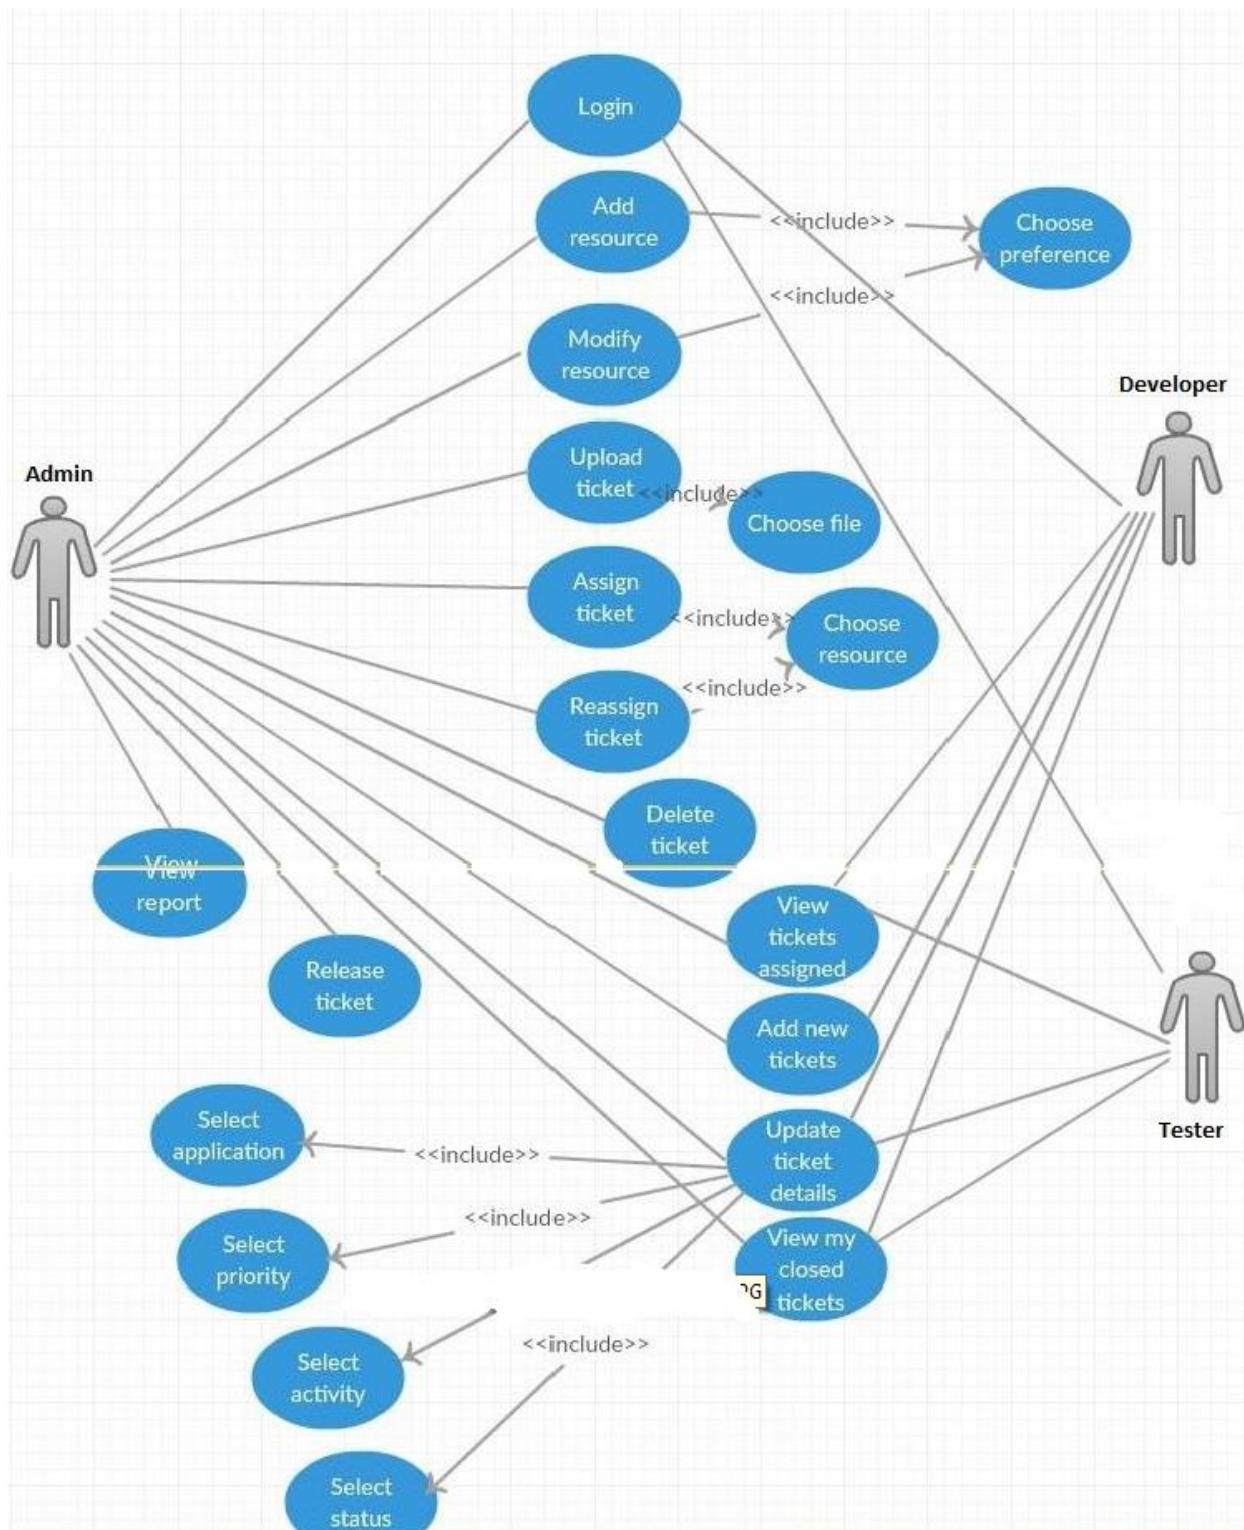 Login
Add
resource
<<include>>
Choose
preference
<<include>>
Modify
resource
Developer
Admin
Upload
ticket
<<include>>
Choose file
Assign
ticket
<<include>>
Choose
resource
<<include>>
Reassign
ticket
Delete
ticket
View
report
View
tickets
assigned
Release
ticket
Add new
tickets
Select
application
<<include>>
Update
ticket
details
Tester
<<include>>
Select
priority
View my
closed
tickets
PG
<<include>>
Select
activity
Select
status